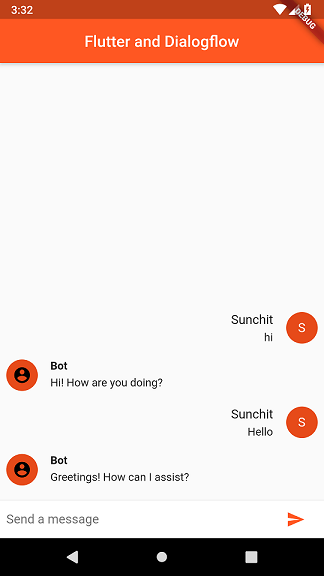 3:32
DEBUG
Flutter and Dialogflow
Sunchit
hi
S
Bot
Hi! How are you doing?
Sunchit
Hello
S
Bot
Greetings! How can I assist?
Send a message